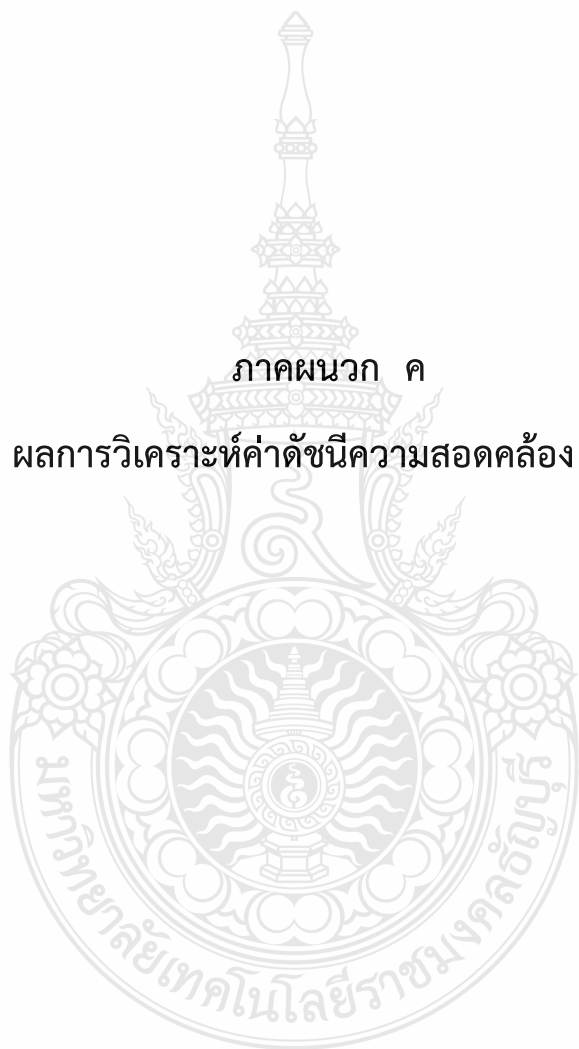 ภาคผนวก ค
ผลการวิเคราะห์ค่าดัชนีความสอดคล้อง
มหาวิทยาลัยเทคโนโลยีราชมงคลธัญบุรี